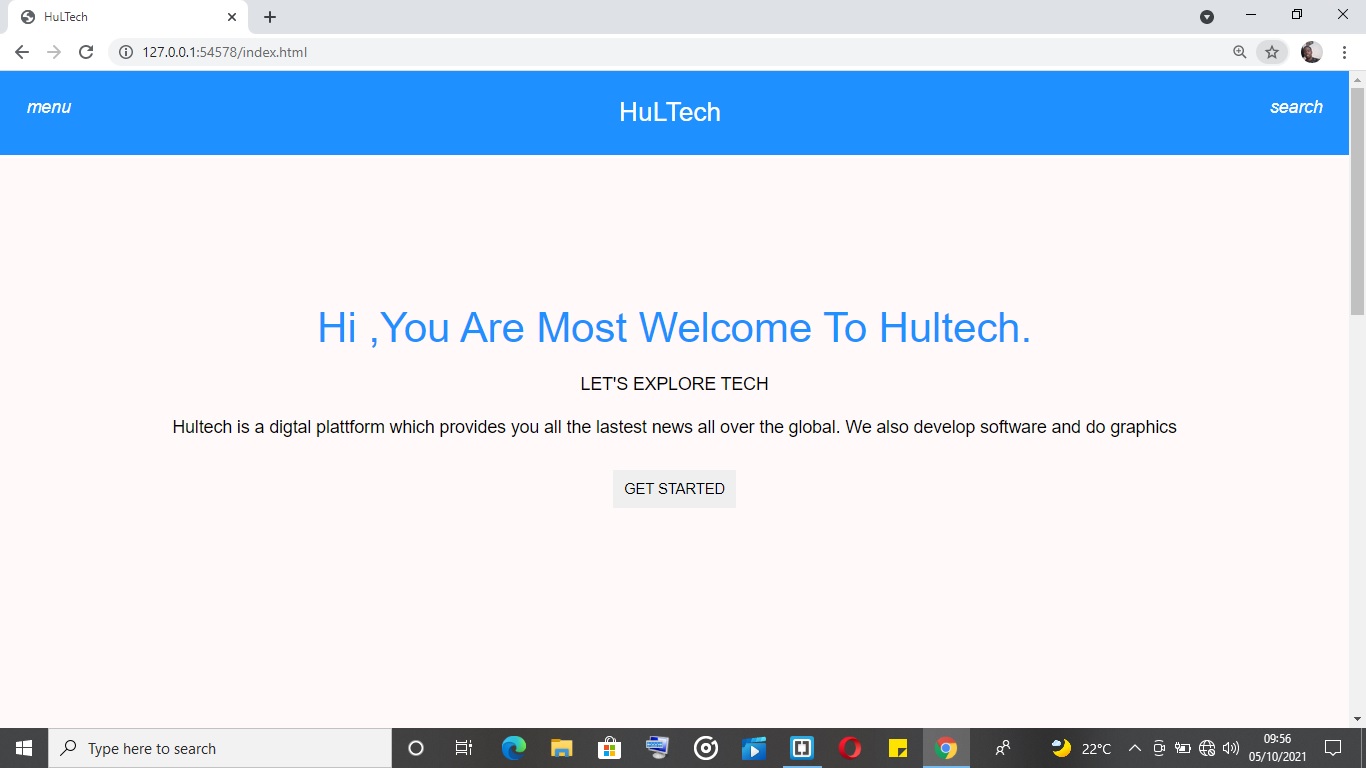 HuLTech
127.0.0.1:54578/index.html
menu
HuLTech
search
Hi ,You Are Most Welcome To Hultech.
LET'S EXPLORE TECH
Hultech is a digtal plattform which provides you all the lastest news all over the global. We also develop software and do graphics
GET STARTED
Type here to search
22°C
09:56
05/10/2021